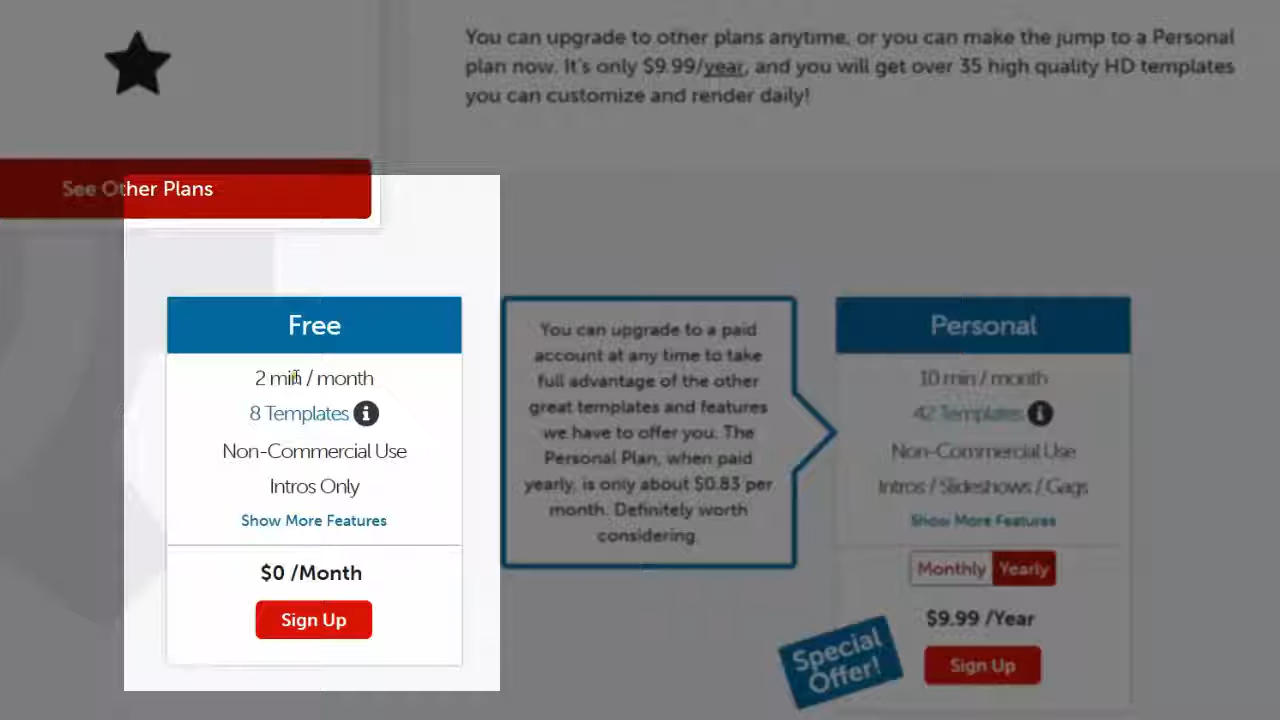 You can upgrade to other plans anytime, or you can make the jump to a Personal
plan now. It's only $9.99/year, and you will get over 35 high quality HD templates
you can customize and render daily!
See Other Plans
Free
2 min / month
8 Templates
Non-Commercial Use
Intros Only
Show More Features
$0 /Month
Sign Up
You can upgrade to a paid
account at any time to take
full advantage of the other
great templates and features
we have to offer you. The
Personal Plan, when paid
yearly, is only about $0.83 per
month. Definitely worth
considering.
Personal
10 min / month
42 Templates
Non-Commercial Use
Intros / Slideshows / Gags
Show More Features
Monthly Yearly
$9.99 /Year
Special
Offer!
Sign Up